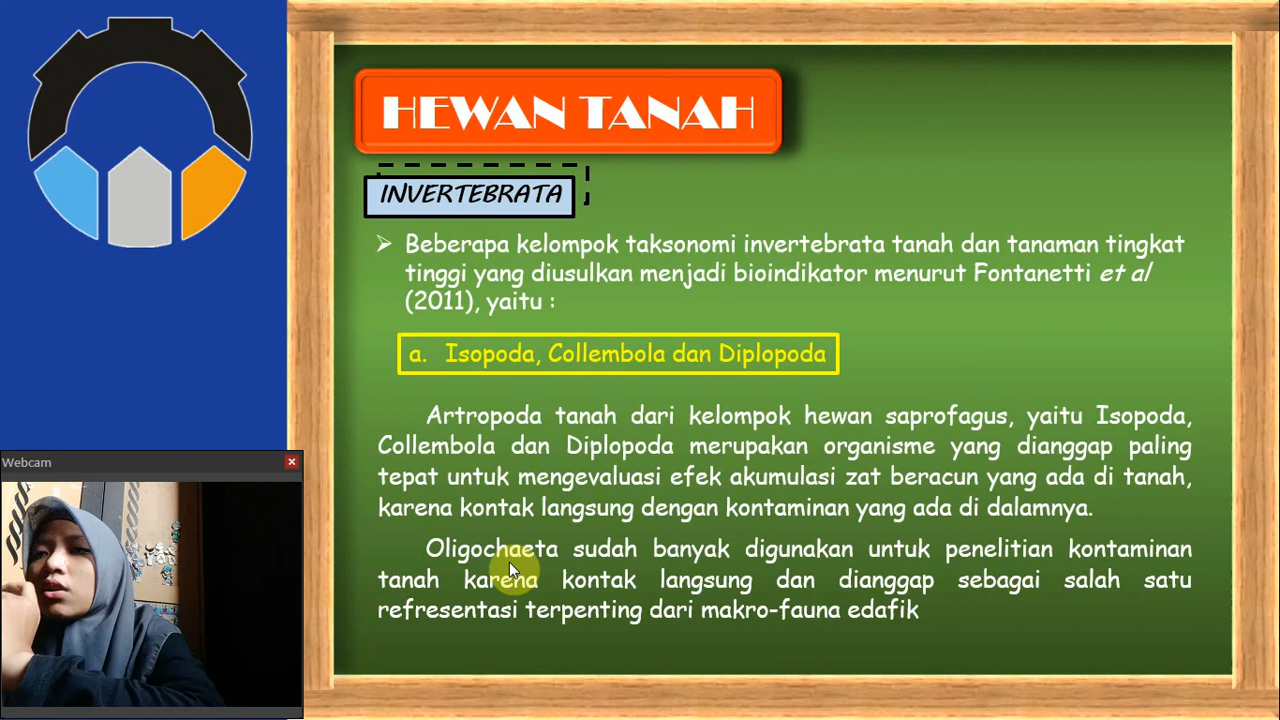 HEWAN TANAH
INVERTEBRATA
➢ Beberapa kelompok taksonomi invertebrata tanah dan tanaman tingkat
tinggi yang diusulkan menjadi bioindikator menurut Fontanetti et al
(2011), yaitu :
a. Isopoda, Collembola dan Diplopoda
Artropoda tanah dari kelompok hewan saprofagus, yaitu Isopoda,
Collembola dan Diplopoda merupakan organisme yang dianggap paling
tepat untuk mengevaluasi efek akumulasi zat beracun yang ada di tanah,
karena kontak langsung dengan kontaminan yang ada di dalamnya.
Oligochaeta sudah banyak digunakan untuk penelitian kontaminan
tanah karena kontak langsung dan dianggap sebagai salah satu
refresentasi terpenting dari makro-fauna edafik
Webcam